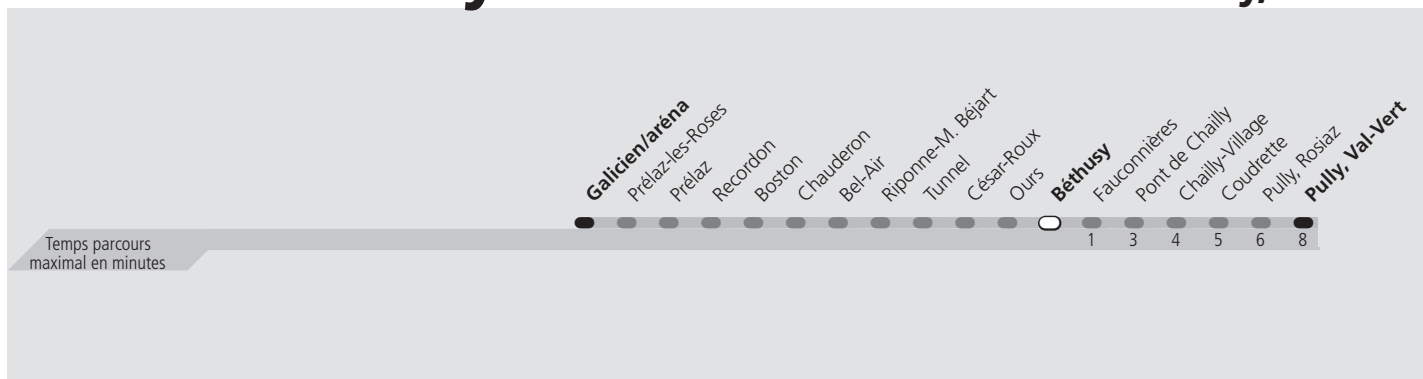 Galicien/aréna
Prélaz-les-Roses
Prélaz
Recordon
Boston
Chauderon
Bel-Air
Riponne-M. Béjart
Tunnel
César-Roux
Ours
Béthusy
Fauconnières
Pont de Chailly
Chailly-Village
Coudrette
Pully, Rosiaz
Pully, Val-Vert
Temps parcours
maximal en minutes
1 3 4 5 6 8